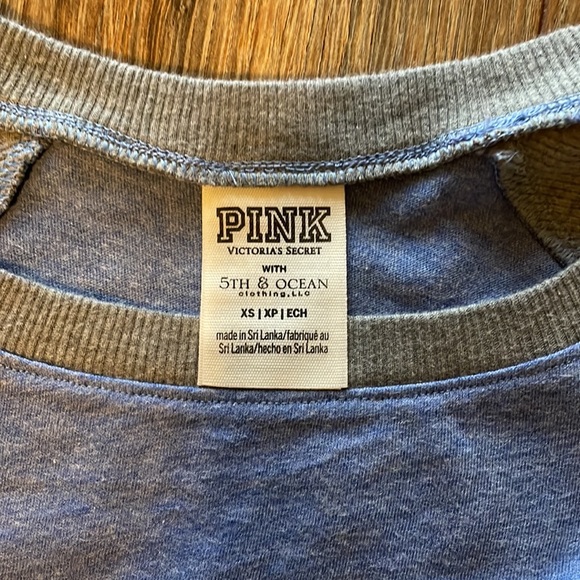 PINK
VICTORIA'S SECRET
WITH
5TH & OCEAN
clothing, LLC
XS | XP | ECH
made in Sri Lanka/fabriqué au
Sri Lanka/hecho en Sri Lanka